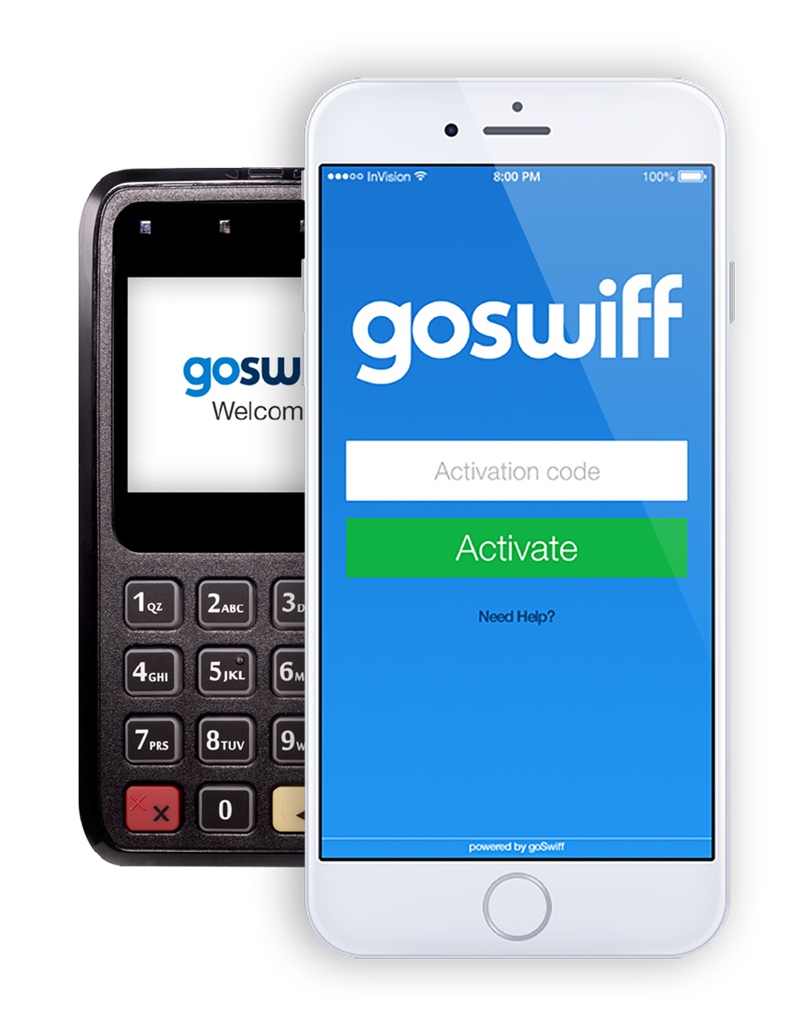 InVision 8:00 PM 100%
goswiff
Activation code
Activate
Need Help?
powered by goSwiff
gosw
Welcom
1QZ 2ABC 3D
4GHI 5JKL 6M
7PRS 8TUV 9W
0